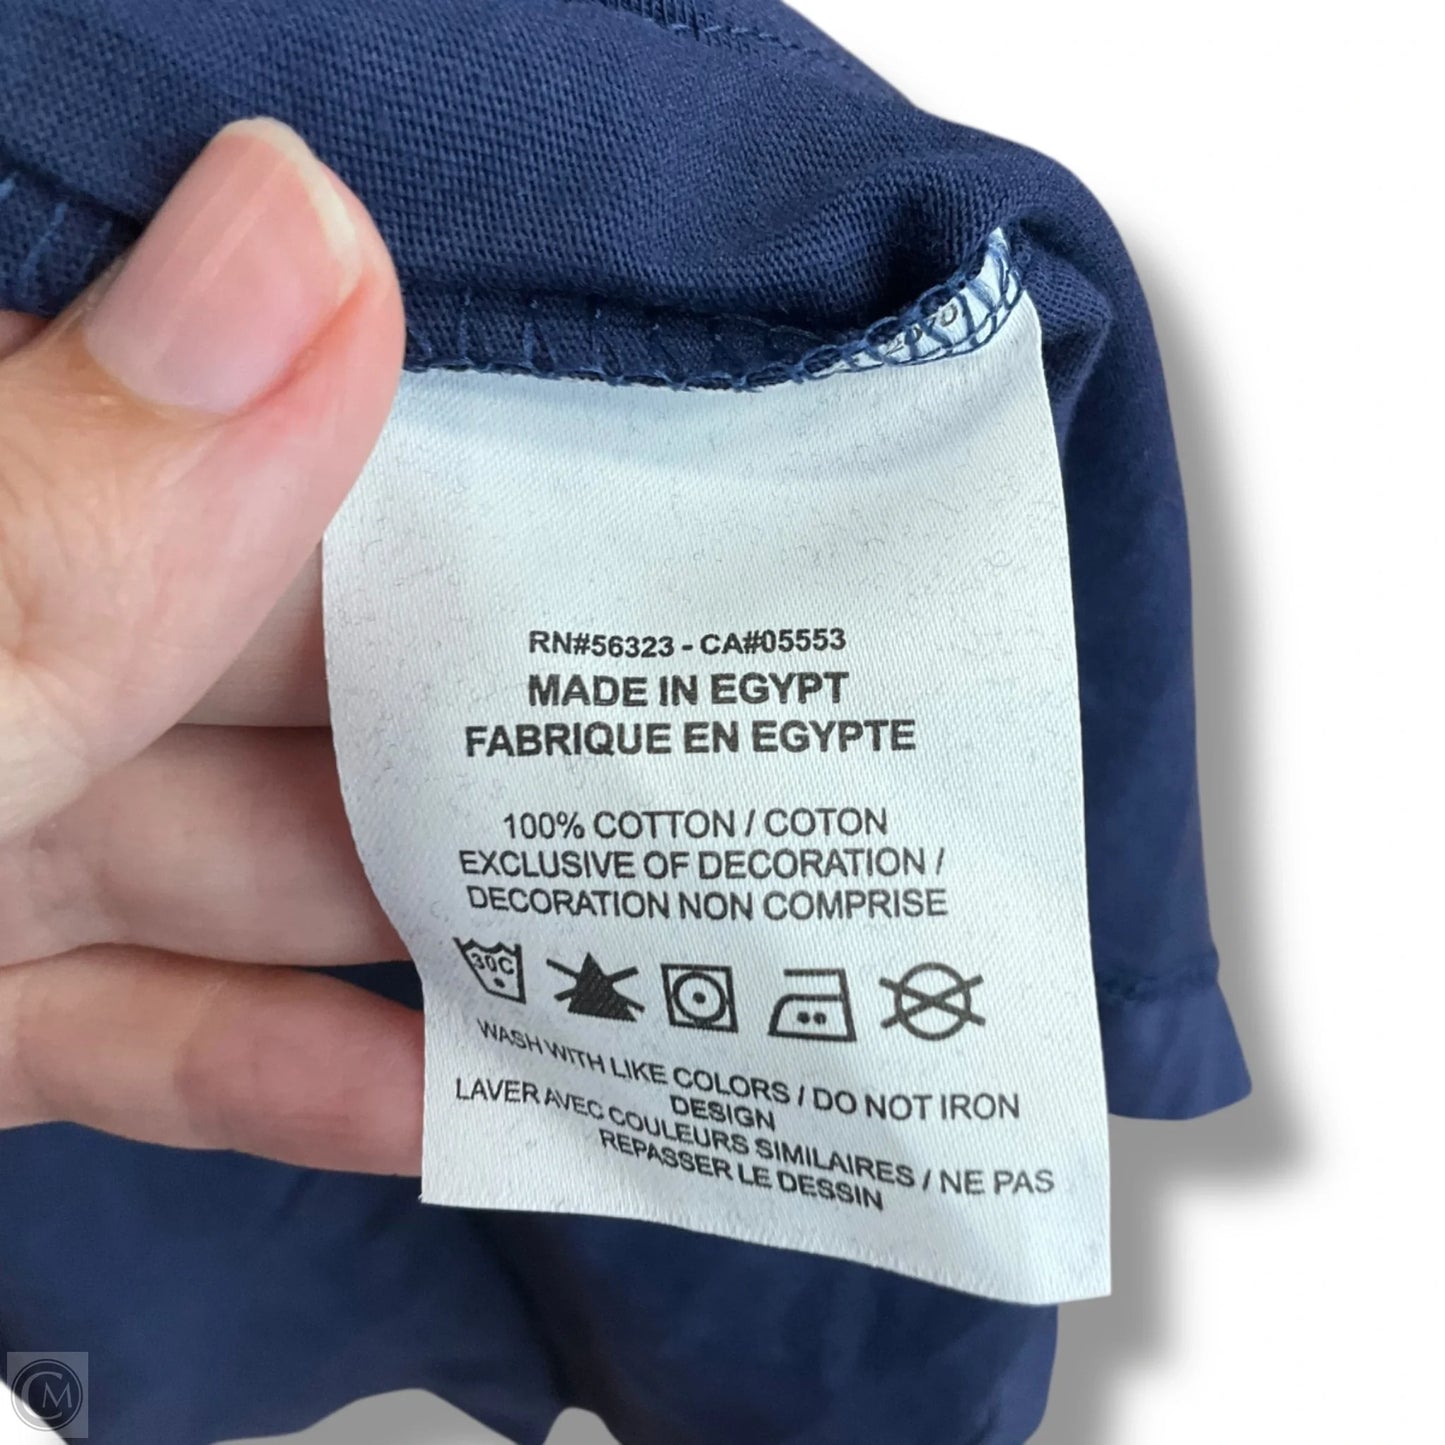 RN#56323 - CA#05553
MADE IN EGYPT
FABRIQUE EN EGYPTE
100% COTTON / COTON
EXCLUSIVE OF DECORATION /
DECORATION NON COMPRISE
30C
WASH WITH LIKE COLORS / DO NOT IRON
DESIGN
LAVER AVEC COULEURS SIMILAIRES / NE PAS
REPASSER LE DESSIN
CM